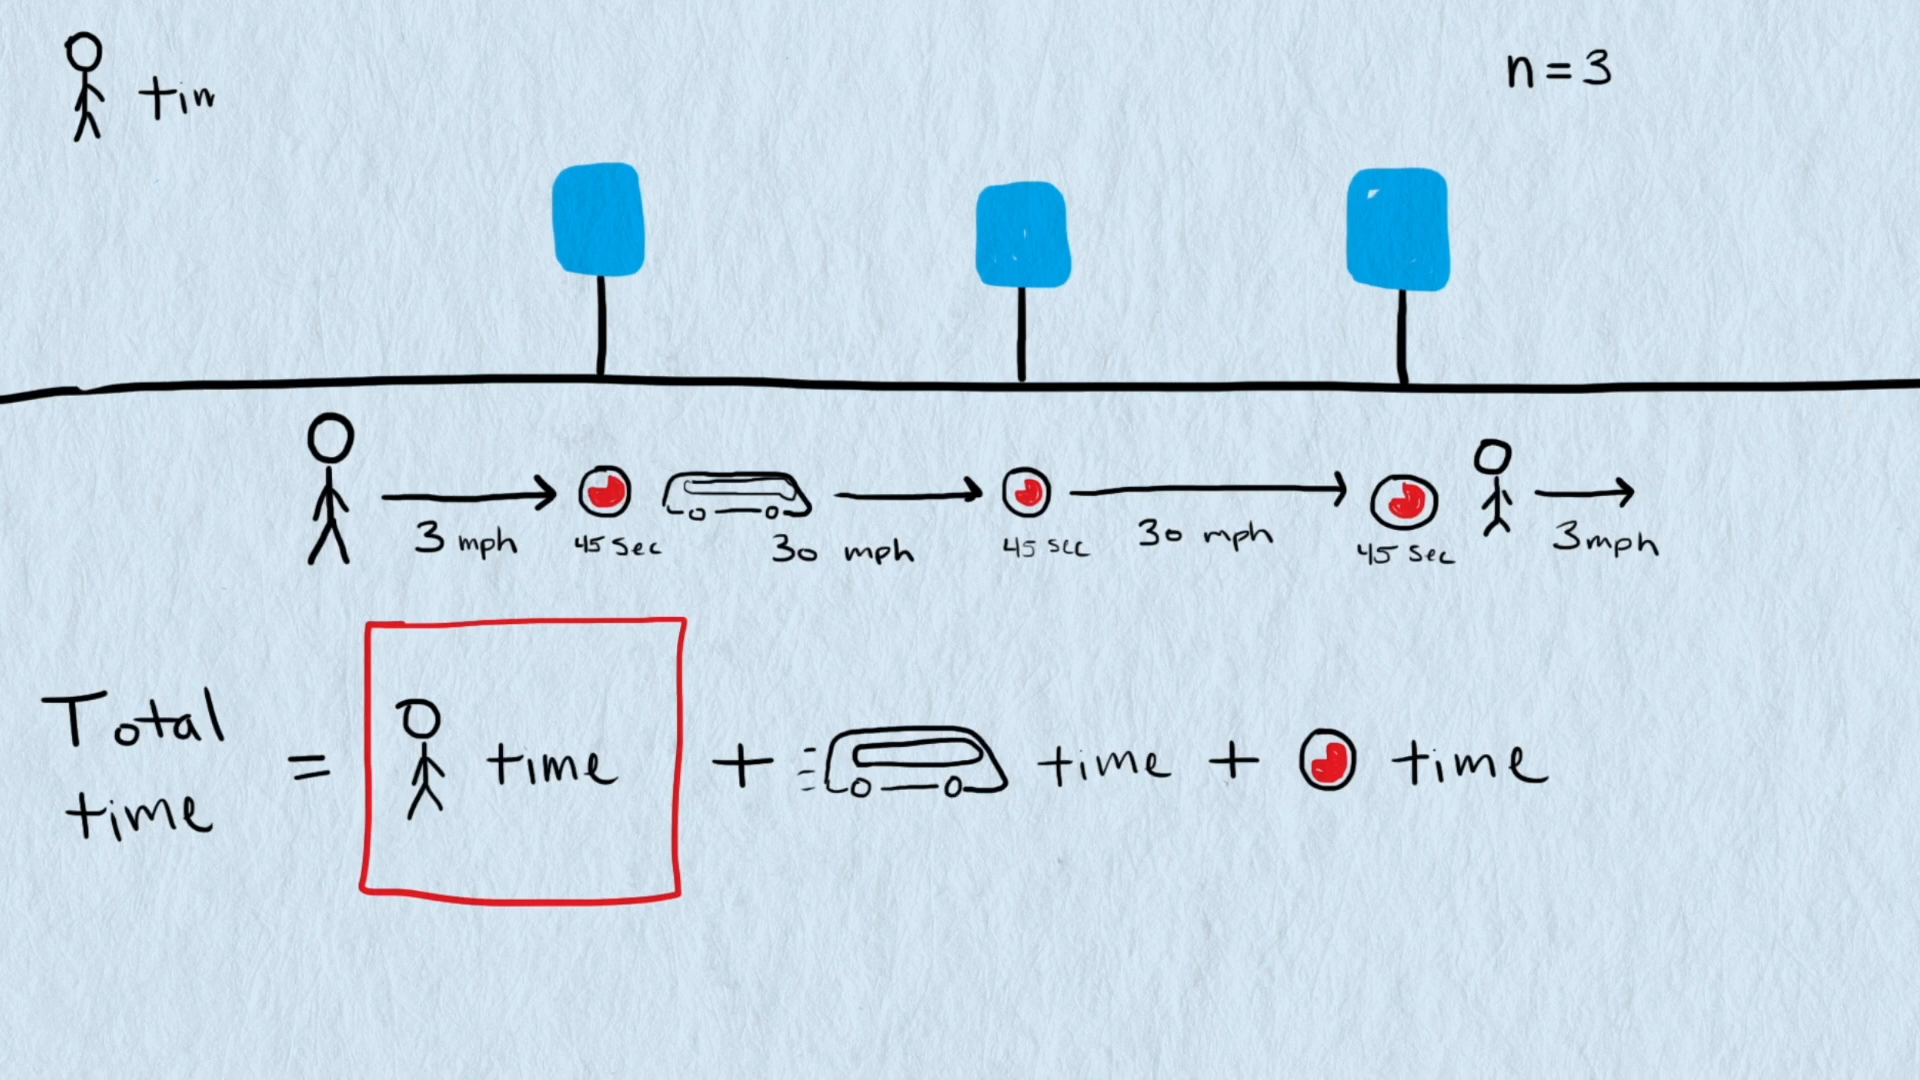 tim
n = 3
3 mph
45 sec
30 mph
45 sec
30 mph
45 sec
3mph
Total time = time + time + time